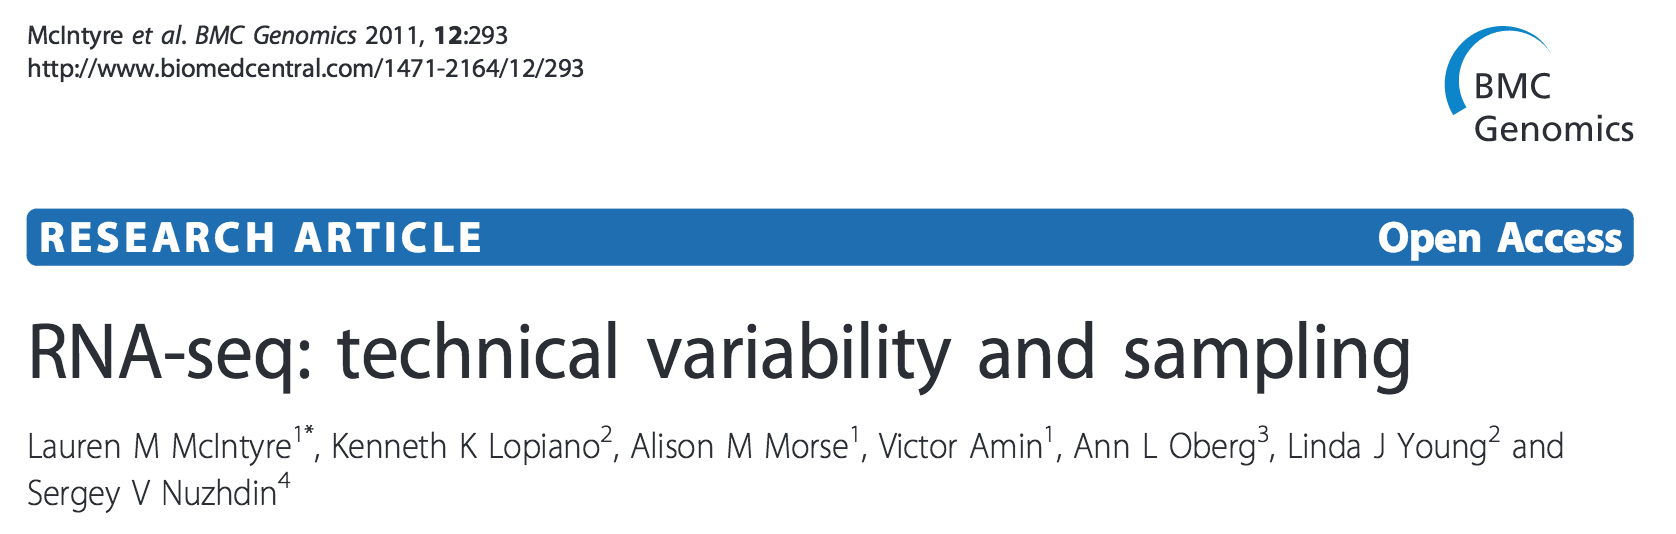 McIntyre et al. BMC Genomics 2011, 12:293
http://www.biomedcentral.com/1471-2164/12/293
BMC
Genomics
RESEARCH ARTICLE
Open Access
RNA-seq: technical variability and sampling
Lauren M McIntyre1*, Kenneth K Lopiano2, Alison M Morse1, Victor Amin1, Ann L Oberg3, Linda J Young2 and
Sergey V Nuzhdin4